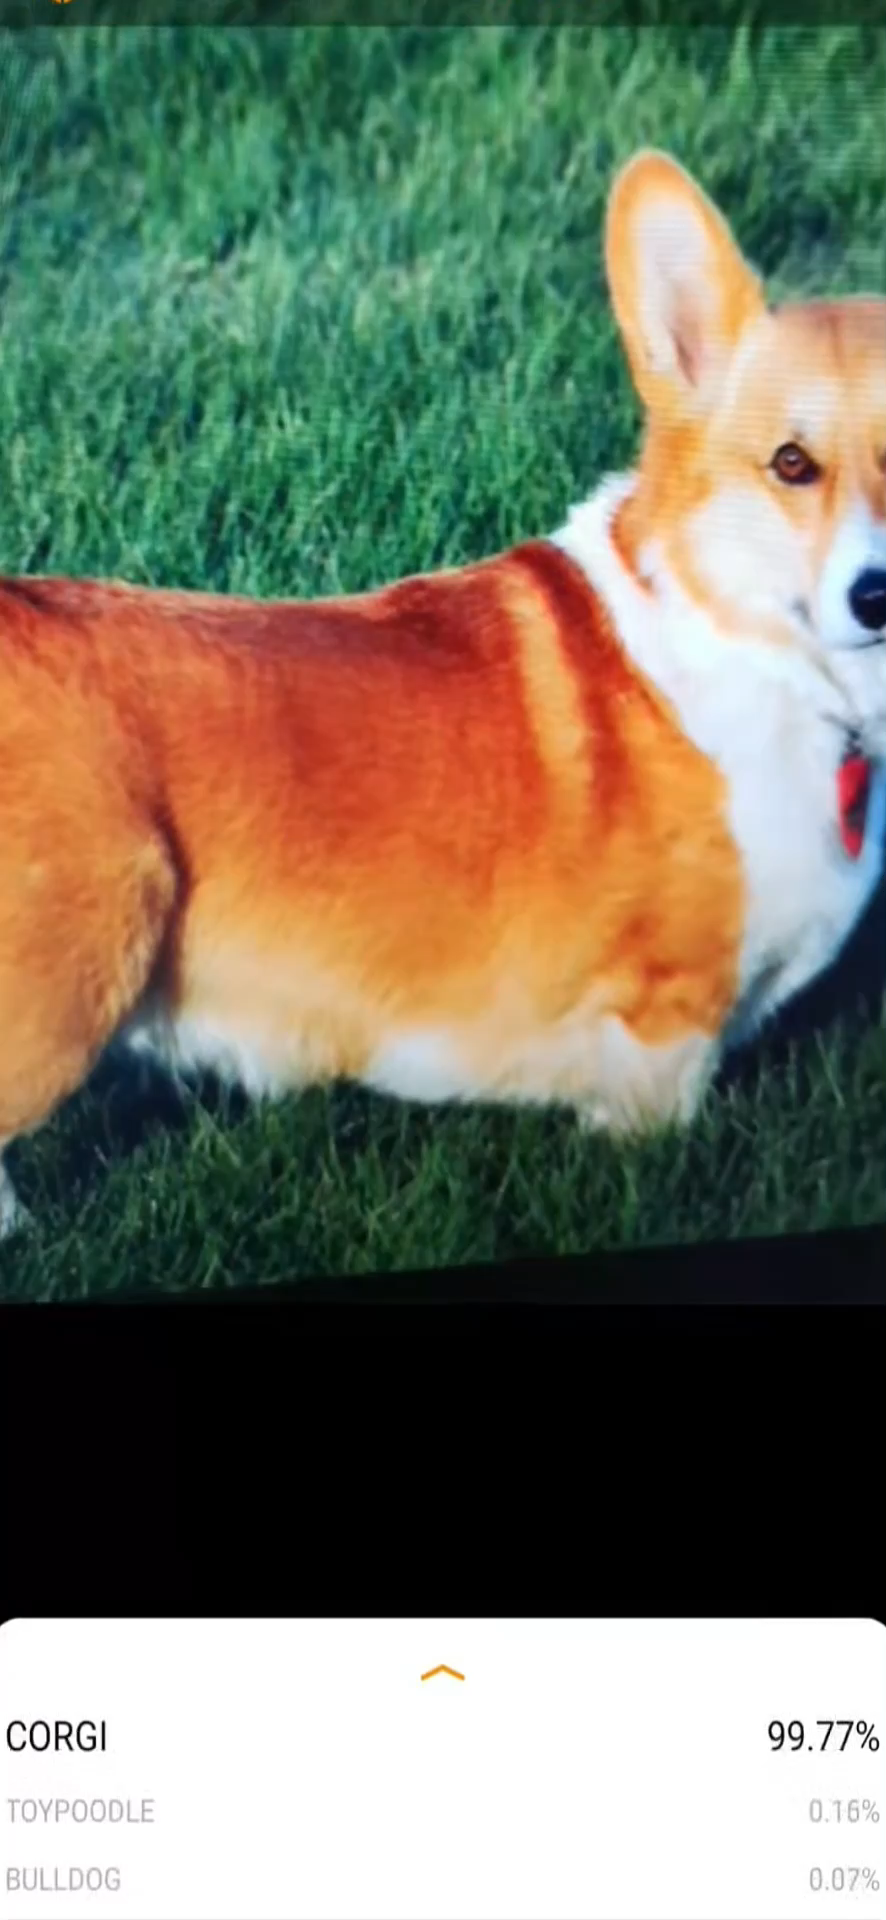 CORGI 99.77%
TOYPOODLE 0.16%
BULLDOG 0.07%